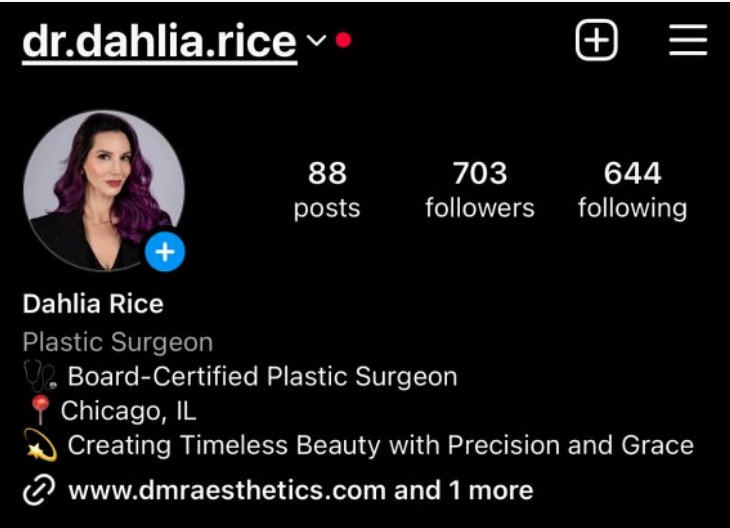 dr.dahlia.rice
88 703 644
posts followers following
Dahlia Rice
Plastic Surgeon
🩺 Board-Certified Plastic Surgeon
📍 Chicago, IL
💫 Creating Timeless Beauty with Precision and Grace
www.dmraesthetics.com and 1 more